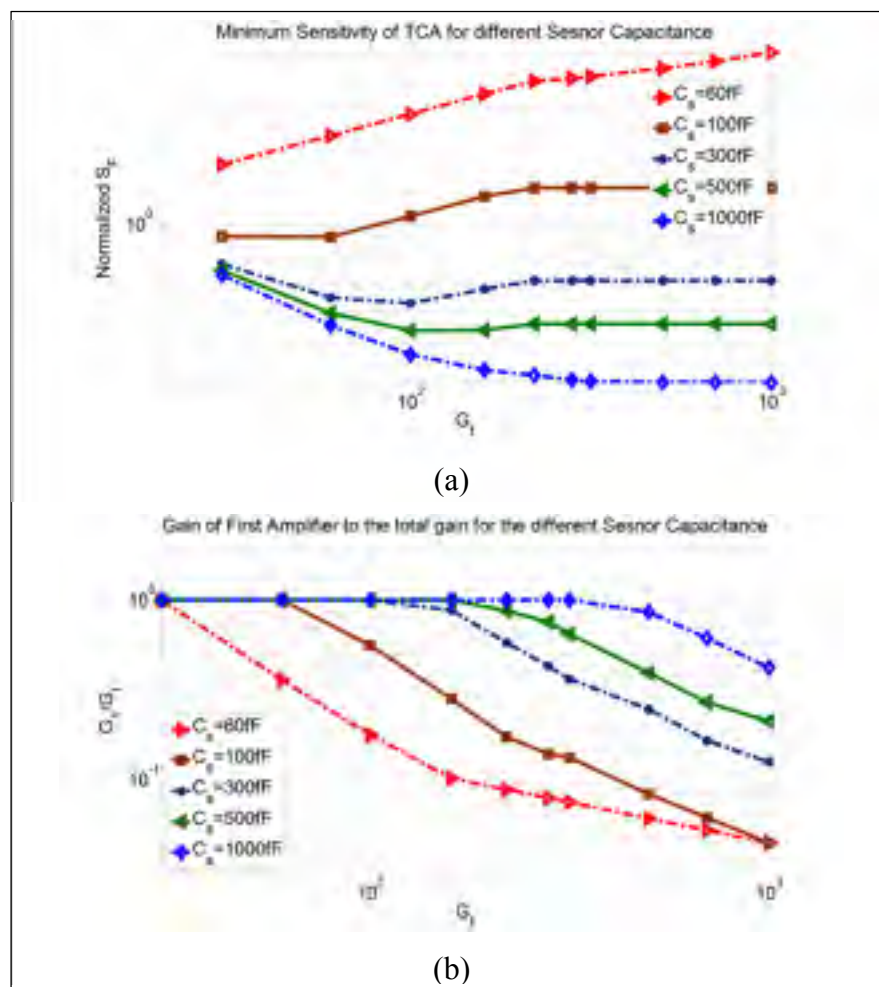 (a)
Minimum Sensitivity of TCA for different Sesnor Capacitance
Normalized S_F
10^0
C_s=60fF
C_s=100fF
C_s=300fF
C_s=500fF
C_s=1000fF
10^2
10^3
G_t
(a)
Gain of First Amplifier to the total gain for the different Sesnor Capacitance
10^0
10^-1
C_s=60fF
C_s=100fF
C_s=300fF
C_s=500fF
C_s=1000fF
10^2
10^3
G_t
(b)